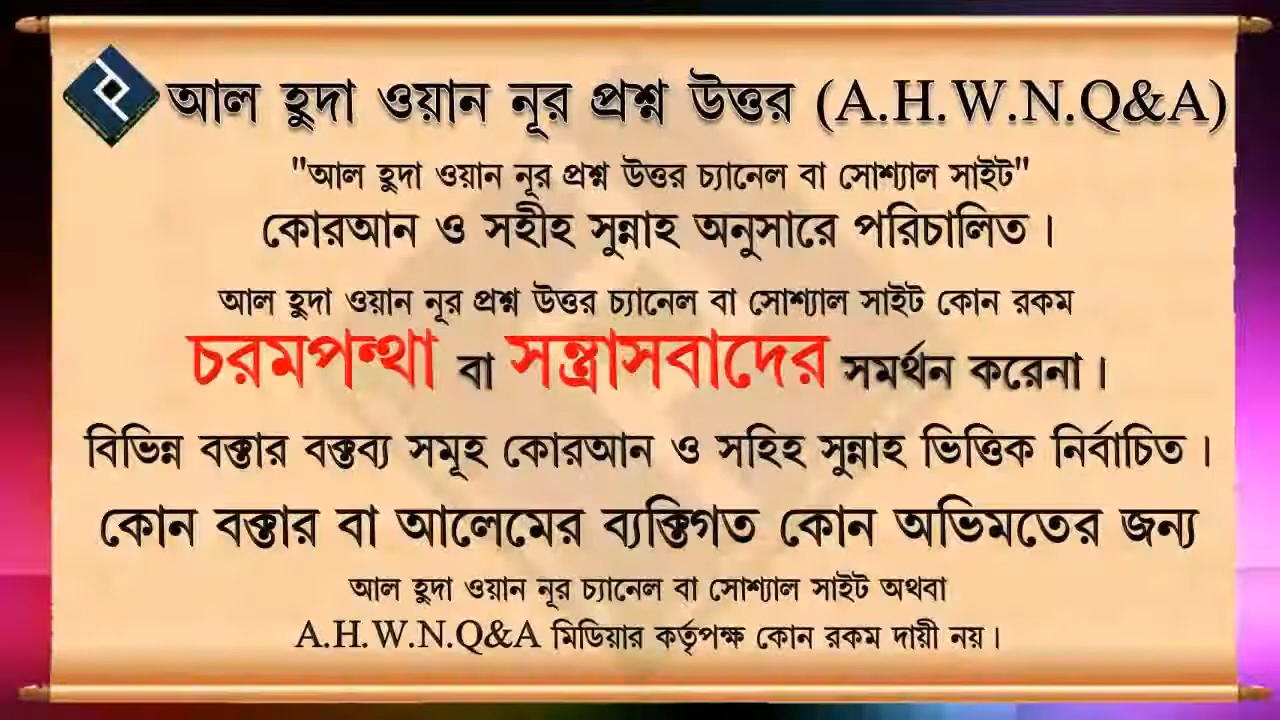 আল হুদা ওয়ান নূর প্রশ্ন উত্তর (A.H.W.N.Q&A)
"আল হুদা ওয়ান নূর প্রশ্ন উত্তর চ্যানেল বা সোশ্যাল সাইট"
কোরআন ও সহীহ সুন্নাহ অনুসারে পরিচালিত।
আল হুদা ওয়ান নূর প্রশ্ন উত্তর চ্যানেল বা সোশ্যাল সাইট কোন রকম
চরমপন্থা বা সন্ত্রাসবাদের সমর্থন করেনা।
বিভিন্ন বক্তার বক্তব্য সমূহ কোরআন ও সহিহ সুন্নাহ ভিত্তিক নির্বাচিত।
কোন বক্তার বা আলেমের ব্যক্তিগত কোন অভিমতের জন্য
আল হুদা ওয়ান নূর চ্যানেল বা সোশ্যাল সাইট অথবা
A.H.W.N.Q&A মিডিয়ার কর্তৃপক্ষ কোন রকম দায়ী নয়।